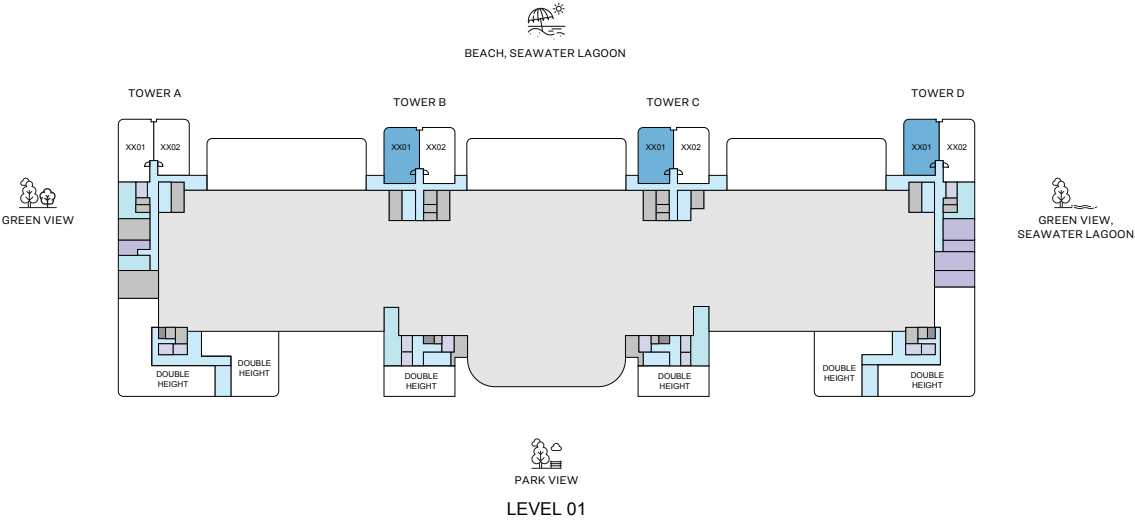 BEACH, SEAWATER LAGOON
TOWER A
TOWER B
TOWER C
TOWER D
XX01
XX02
XX01
XX02
XX01
XX02
XX01
XX02
GREEN VIEW
GREEN VIEW,
SEAWATER LAGOON
DOUBLE
HEIGHT
DOUBLE
HEIGHT
DOUBLE
HEIGHT
DOUBLE
HEIGHT
DOUBLE
HEIGHT
DOUBLE
HEIGHT
PARK VIEW
LEVEL 01